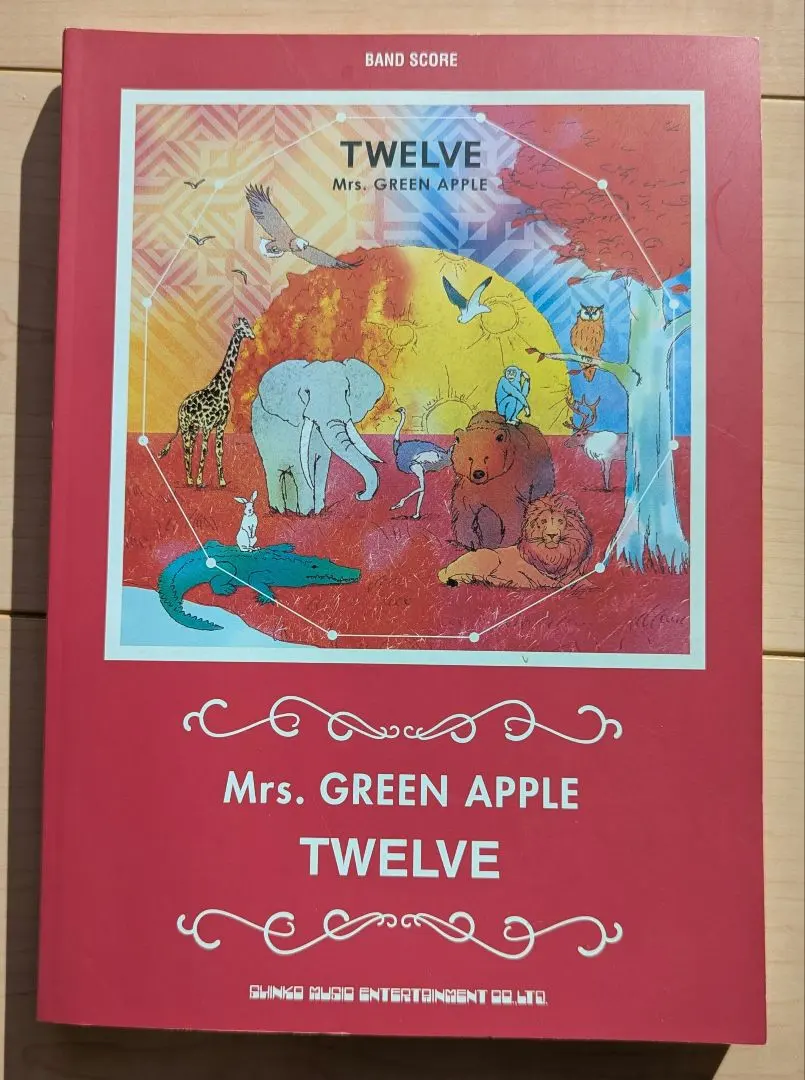 BAND SCORE
TWELVE
Mrs. GREEN APPLE
Mrs. GREEN APPLE
TWELVE
SHINKO MUSIC ENTERTAINMENT CO.,LTD.